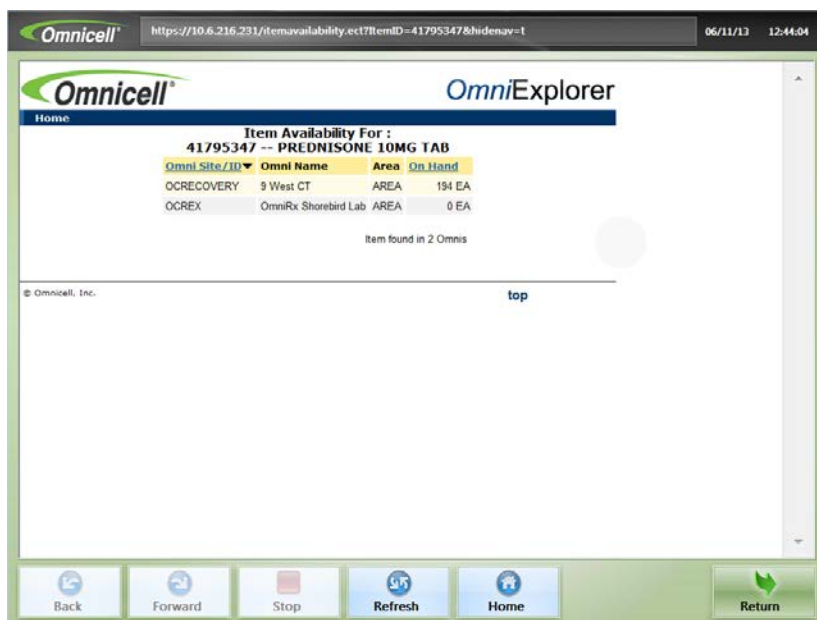 Omnicell® https://10.6.216.231/itemavailability.ect?ItemID=41795347&hidenav=t 06/11/13 12:44:04
Omnicell® OmniExplorer
Home
Item Availability For :
41795347 -- PREDNISONE 10MG TAB
Omni Site/ID▼ Omni Name Area On Hand
OCRECOVERY 9 West CT AREA 194 EA
OCREX OmniRx Shorebird Lab AREA 0 EA
Item found in 2 Omnis
© Omnicell, Inc. top
Back Forward Stop Refresh Home Return